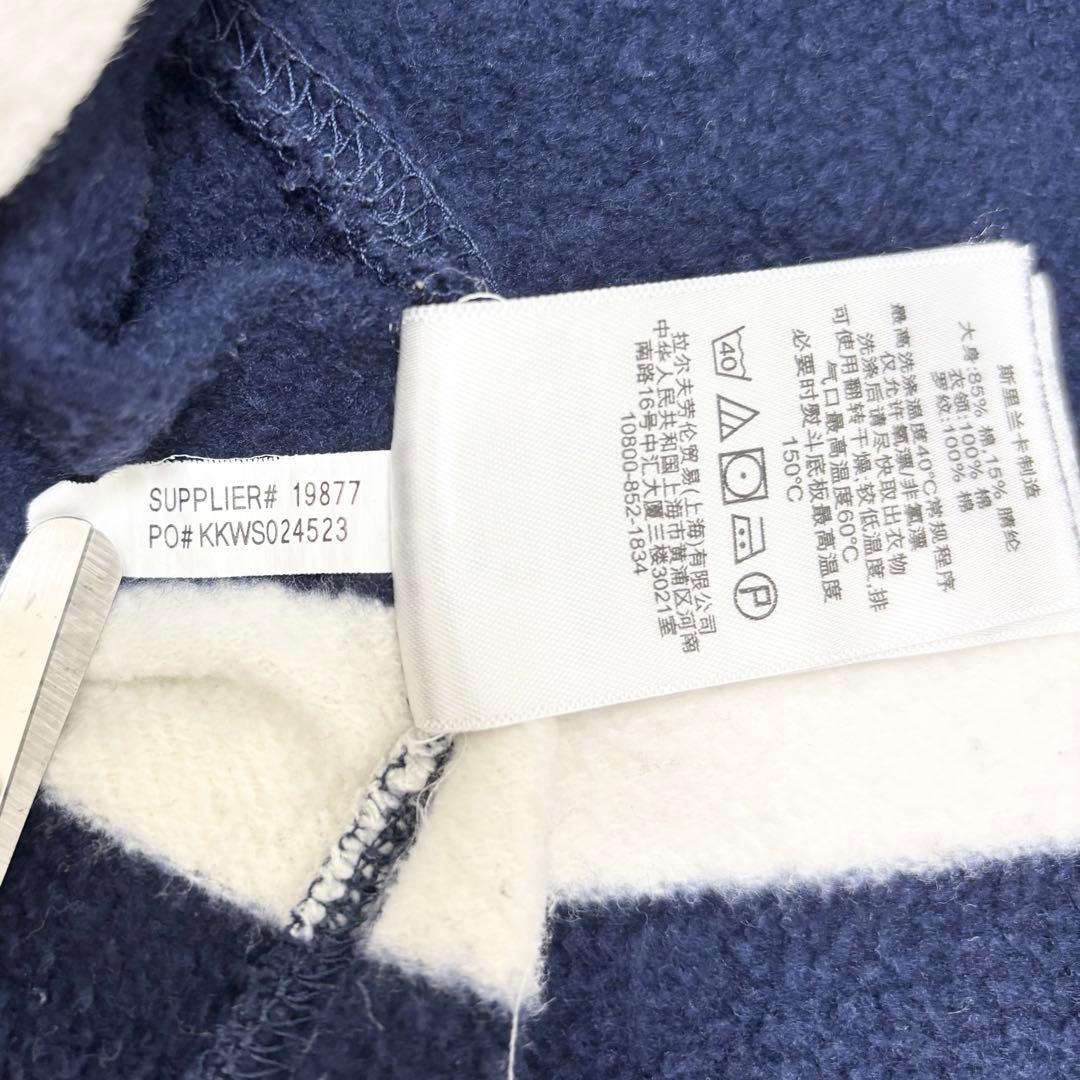 SUPPLIER# 19877
PO# KKWS024523
斯里兰卡制造
大身:85% 棉,15% 腈纶
衣领:100% 棉
罗纹:100% 棉
最高洗涤温度40°C常规程序
仅允许氧漂/非氯漂
洗涤后请尽快取出衣物
可使用翻转干燥:较低温度,排
气口最高温度60°C
必要时熨斗底板最高温度
150°C
40
P
拉尔夫劳伦贸易(上海)有限公司
中华人民共和国上海市黄浦区河南
南路16号中汇大厦三楼3021室
10800-852-1834